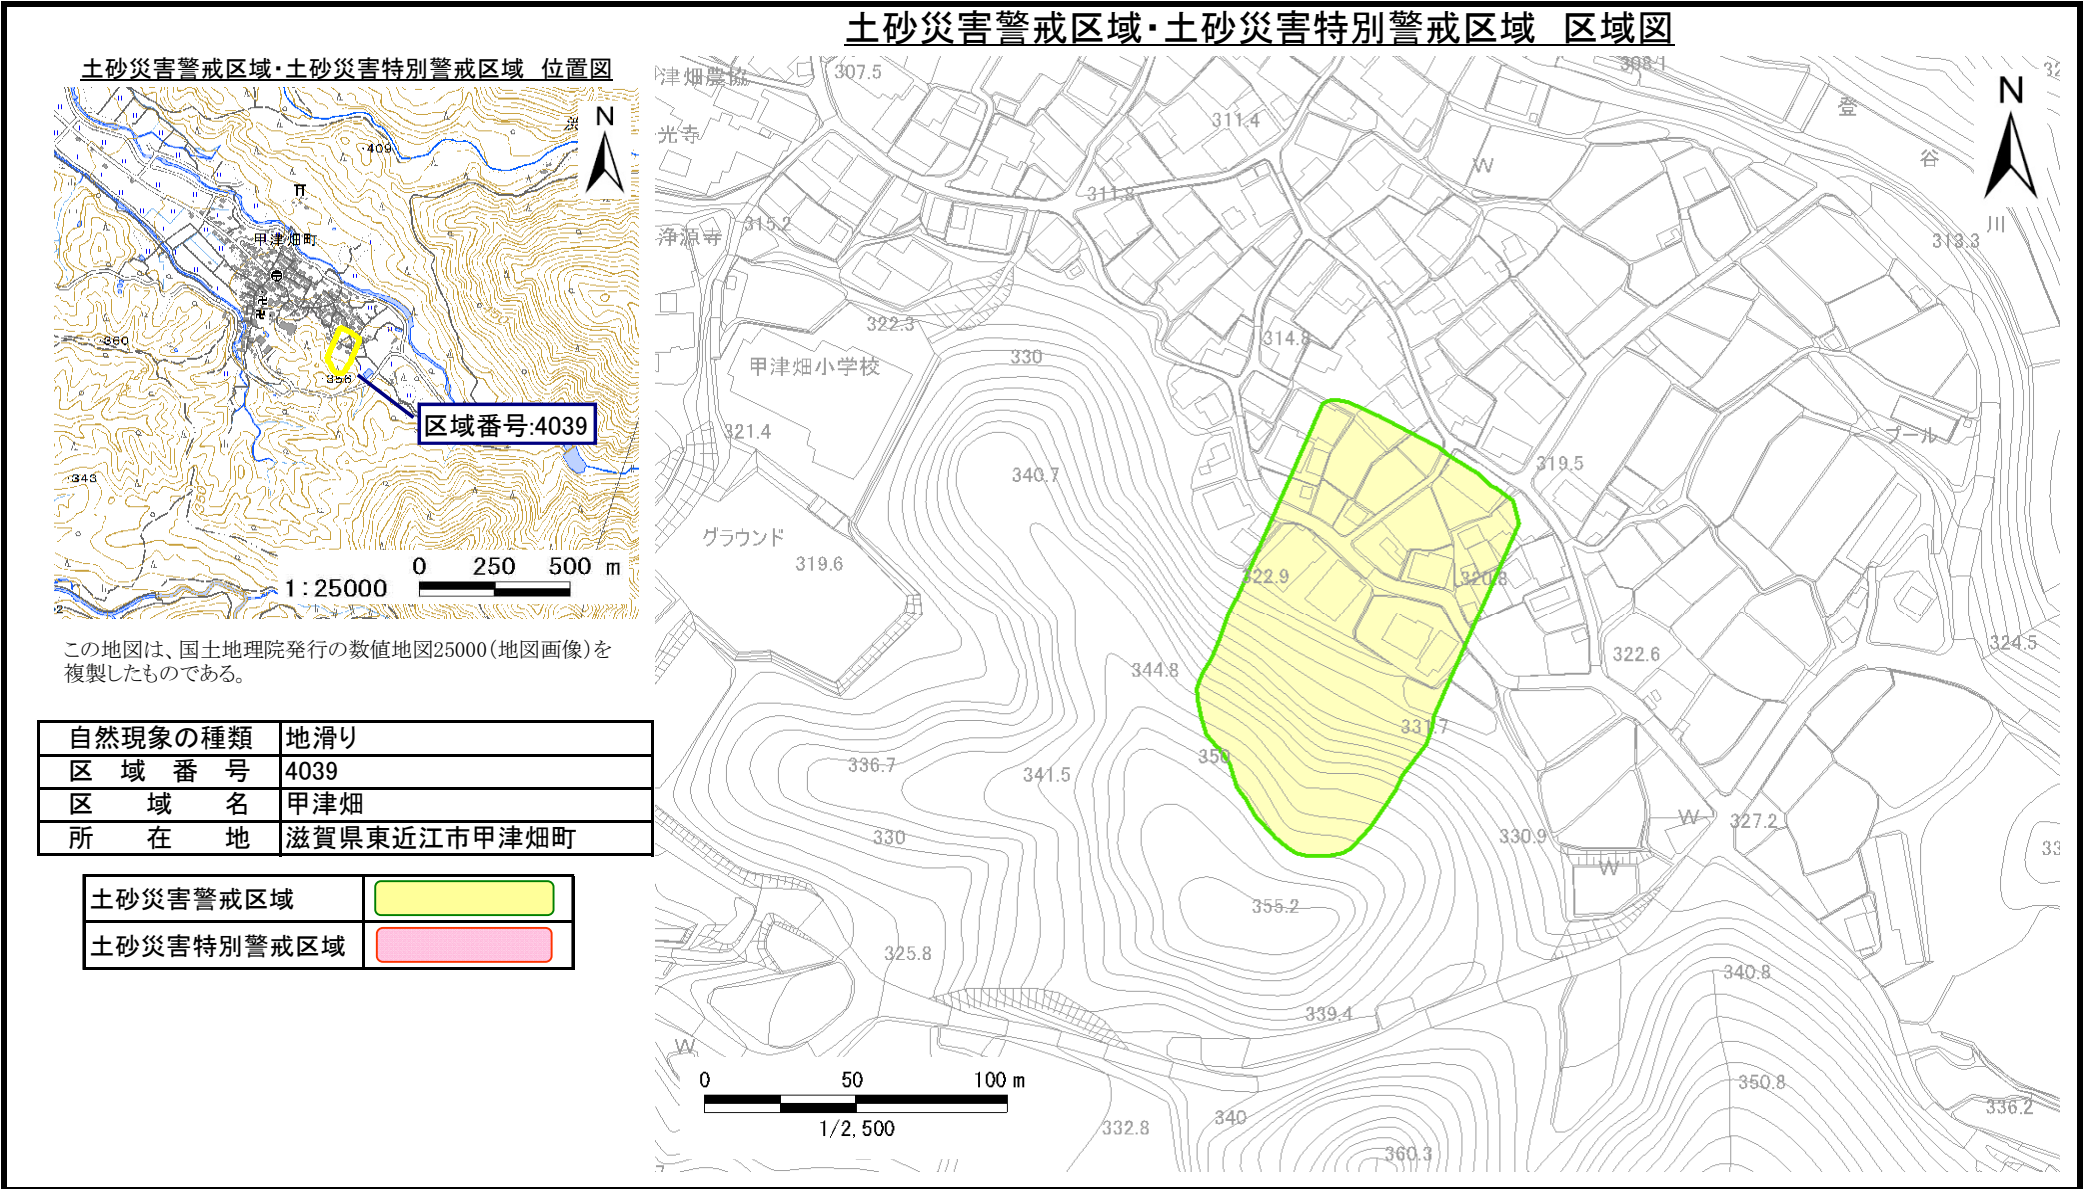 土砂災害警戒区域・土砂災害特別警戒区域　区域図
土砂災害警戒区域・土砂災害特別警戒区域　位置図
N
・409
甲津畑町
・360
356
区域番号:4039
・343
350
0 250 500 m
1：25000
この地図は、国土地理院発行の数値地図25000（地図画像）を
複製したものである。
自然現象の種類 地滑り
区域番号 4039
区域名 甲津畑
所在地 滋賀県東近江市甲津畑町
土砂災害警戒区域
土砂災害特別警戒区域
N
津畑農協
307.5
308.1
登
311.4
光寺
谷
W
311.8
315.2
浄源寺
川
313.3
322.3
314.8
330
甲津畑小学校
321.4
プール
319.5
340.7
グラウンド
319.6
322.9
320.8
324.5
322.6
344.8
331.7
350
336.7
341.5
327.2
W
330
330.9
33
W
355.2
325.8
340.8
339.4
W
350.8
336.2
340
332.8
360.3
0 50 100 m
1/2,500